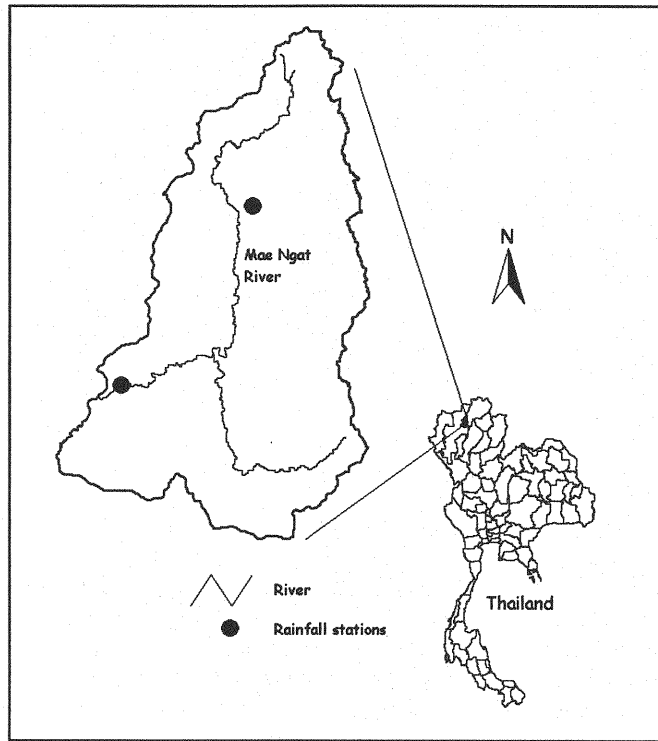 Mae Ngat
River
N
River
Rainfall stations
Thailand